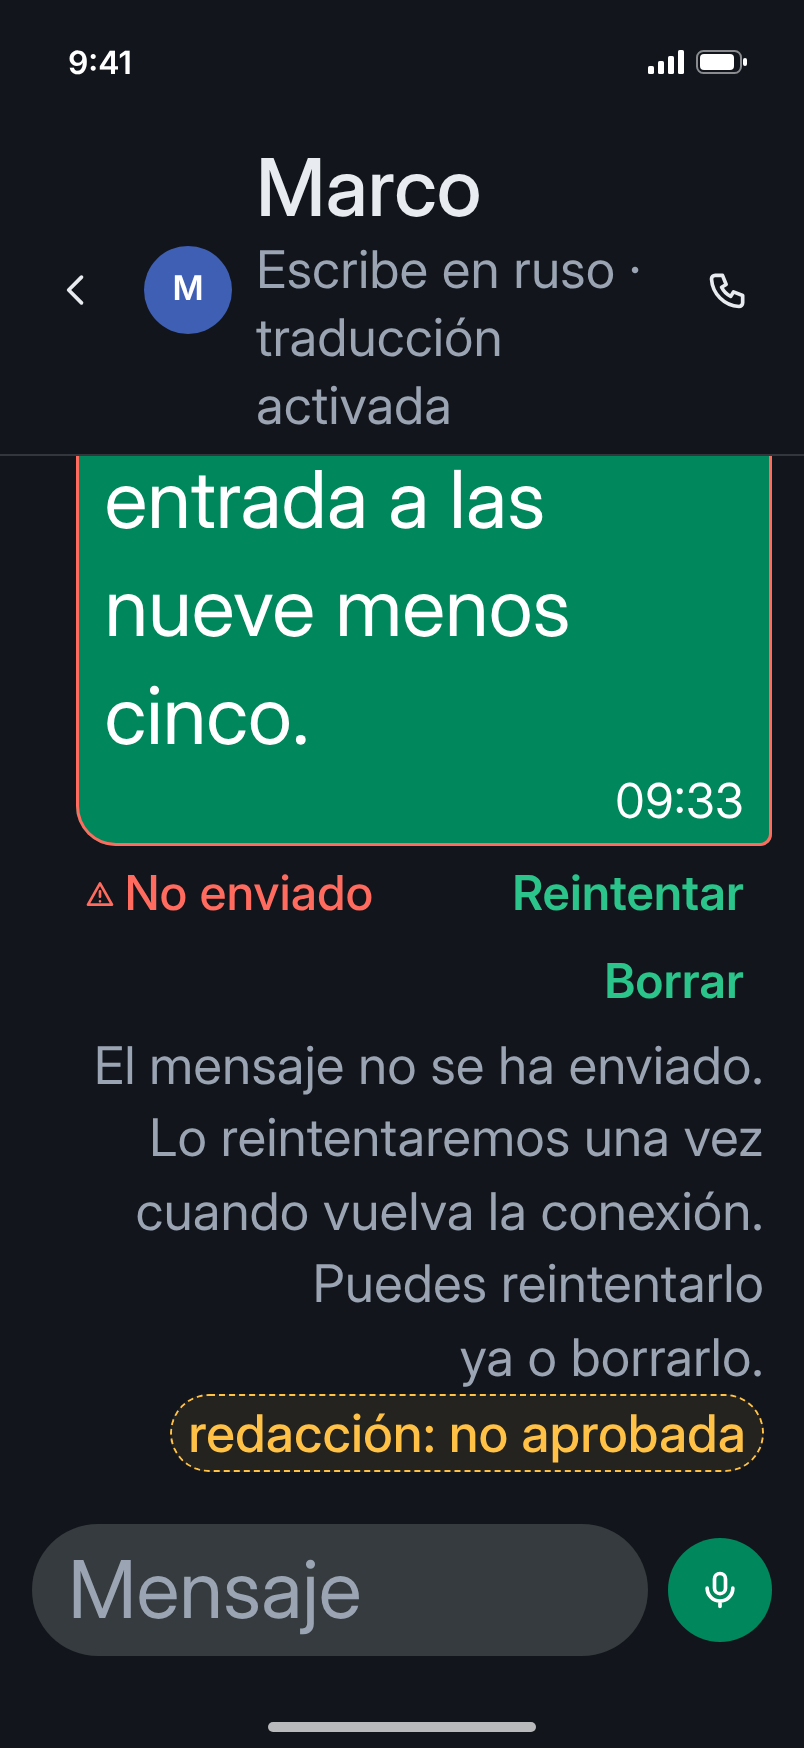 9:41
Marco
M
Escribe en ruso ·
traducción
activada
entrada a las
nueve menos
cinco.
09:33
No enviado
Reintentar
Borrar
El mensaje no se ha enviado.
Lo reintentaremos una vez
cuando vuelva la conexión.
Puedes reintentarlo
ya o borrarlo.
redacción: no aprobada
Mensaje